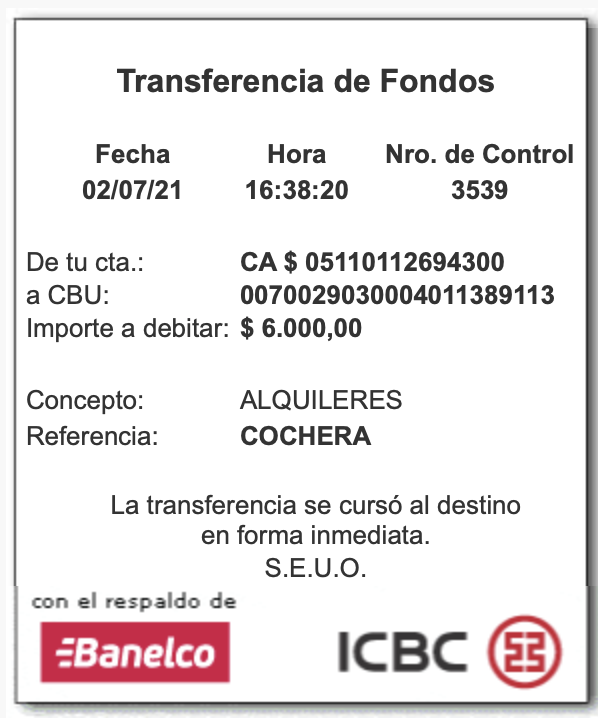 Transferencia de Fondos
Fecha Hora Nro. de Control
02/07/21 16:38:20 3539
De tu cta.: CA $ 05110112694300
a CBU: 0070029030004011389113
Importe a debitar: $ 6.000,00
Concepto: ALQUILERES
Referencia: COCHERA
La transferencia se cursó al destino
en forma inmediata.
S.E.U.O.
con el respaldo de
Banelco ICBC